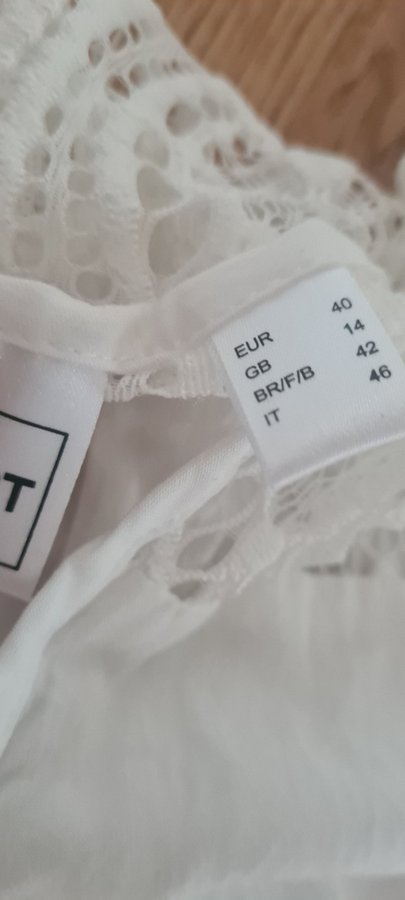 EUR 40
GB 14
BR/F/B 42
IT 46
T